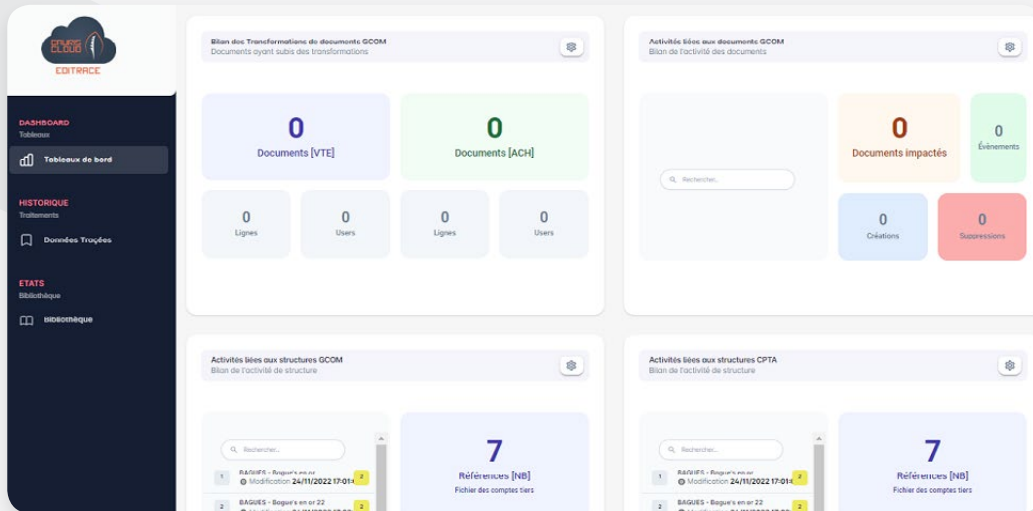 CNURIS
CLOUD
EDITRACE
DASHBOARD
Tableaux
Tableaux de bord
HISTORIQUE
Traitements
Données Traçées
ETATS
Bibliothèque
Bibliothèque
Bilan des Transformations de documents GCOM
Documents ayant subis des transformations
0
Documents [VTE]
0
Documents [ACH]
0
Lignes
0
Users
0
Lignes
0
Users
Activités liées aux documents GCOM
Bilan de l'activité des documents
Rechercher..
0
Documents impactés
0
Évènements
0
Créations
0
Suppressions
Activités liées aux structures GCOM
Bilan de l'activité de structure
Rechercher..
1 BAGUES - Bague's en or 2
Modification 24/11/2022 17:01:
2 BAGUES - Bague's en or 22 2
7
Références [NB]
Fichier des comptes tiers
Activités liées aux structures CPTA
Bilan de l'activité de structure
Rechercher..
1 BAGUES - Bague's en or 2
Modification 24/11/2022 17:01:
2 BAGUES - Bague's en or 22 2
7
Références [NB]
Fichier des comptes tiers